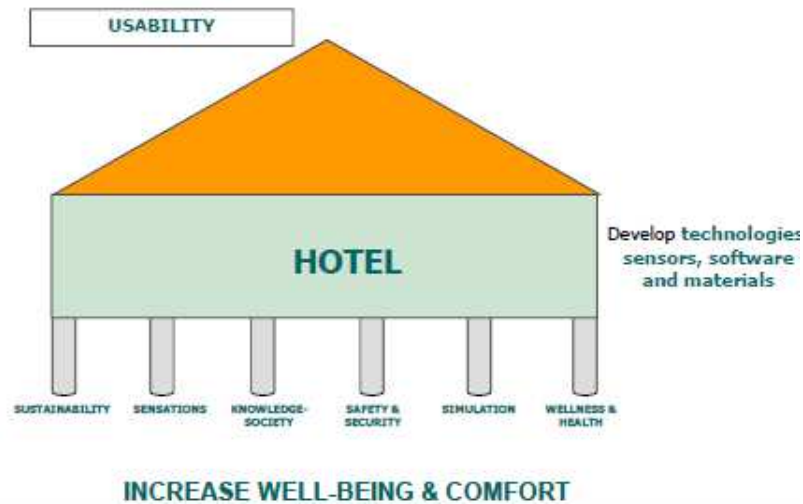 USABILITY
HOTEL
Develop technologies
sensors, software
and materials
SUSTAINABILITY
SENSATIONS
KNOWLEDGE-
SOCIETY
SAFETY &
SECURITY
SIMULATION
WELLNESS &
HEALTH
INCREASE WELL-BEING & COMFORT